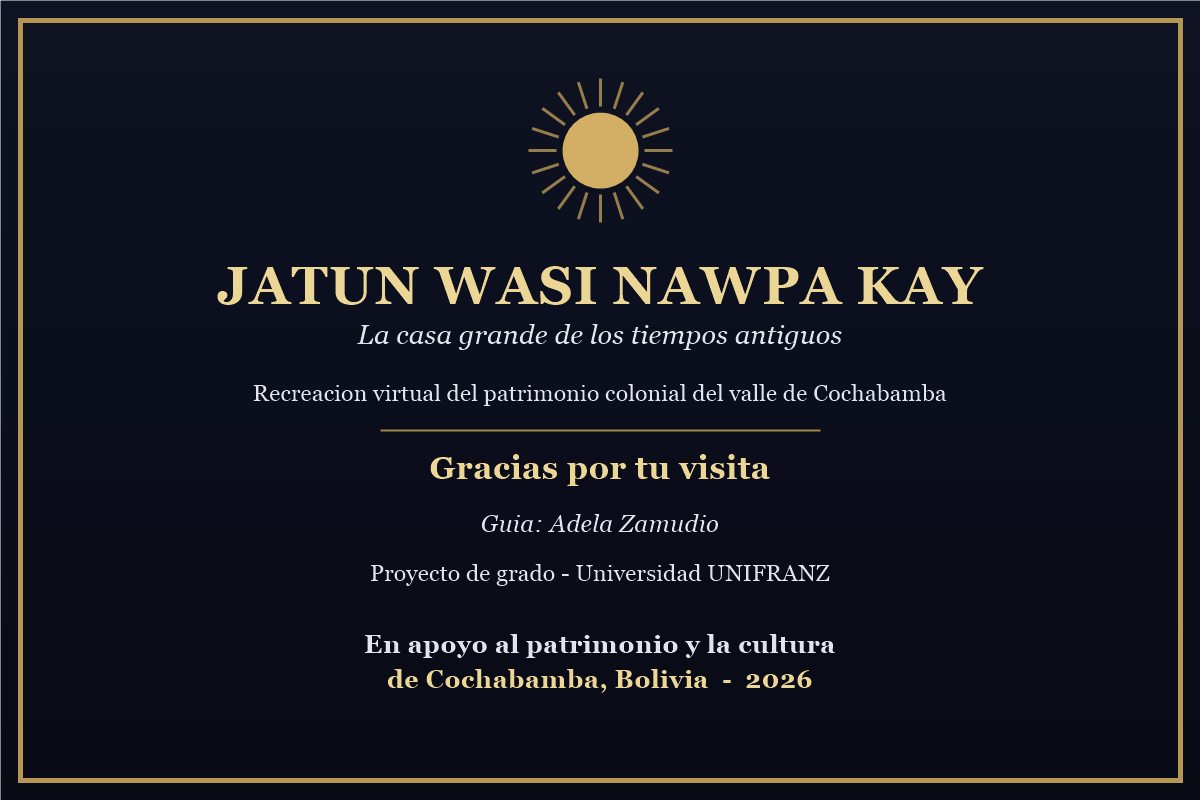 JATUN WASI NAWPA KAY
La casa grande de los tiempos antiguos
Recreacion virtual del patrimonio colonial del valle de Cochabamba
Gracias por tu visita
Guia: Adela Zamudio
Proyecto de grado - Universidad UNIFRANZ
En apoyo al patrimonio y la cultura
de Cochabamba, Bolivia - 2026